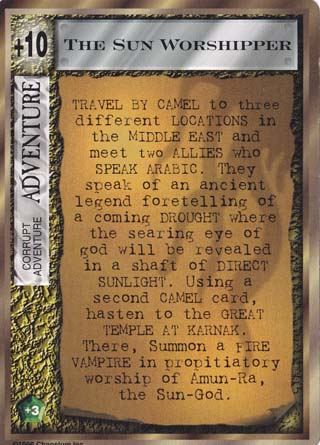 +10
THE SUN WORSHIPPER
CORRUPT
ADVENTURE
ADVENTURE
TRAVEL BY CAMEL to three
different LOCATIONS in
the MIDDLE EAST and
meet two ALLIES who
SPEAK ARABIC. They
speak of an ancient
legend foretelling of
a coming DROUGHT where
the searing eye of
god will be revealed
in a shaft of DIRECT
SUNLIGHT. Using a
second CAMEL card,
hasten to the GREAT
TEMPLE AT KARNAK.
There, Summon a FIRE
VAMPIRE in propitiatory
worship of Amun-Ra,
the Sun-God.
+3
©1996 Chaosium Inc.